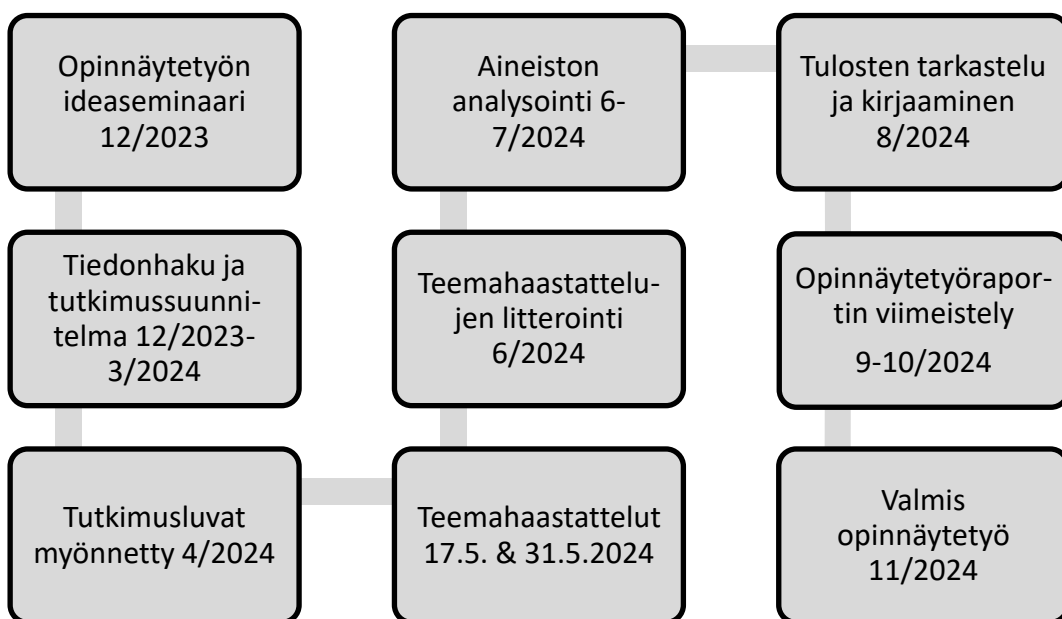 Opinnäytetyön
ideaseminaari
12/2023
Tiedonhaku ja
tutkimussuunni-
telma 12/2023-
3/2024
Tutkimusluvat
myönnetty 4/2024
Teemahaastattelut
17.5. & 31.5.2024
Teemahaastattelu-
jen litterointi
6/2024
Aineiston
analysointi 6-
7/2024
Tulosten tarkastelu
ja kirjaaminen
8/2024
Opinnäytetyörapor-
tin viimeistely
9-10/2024
Valmis
opinnäytetyö
11/2024